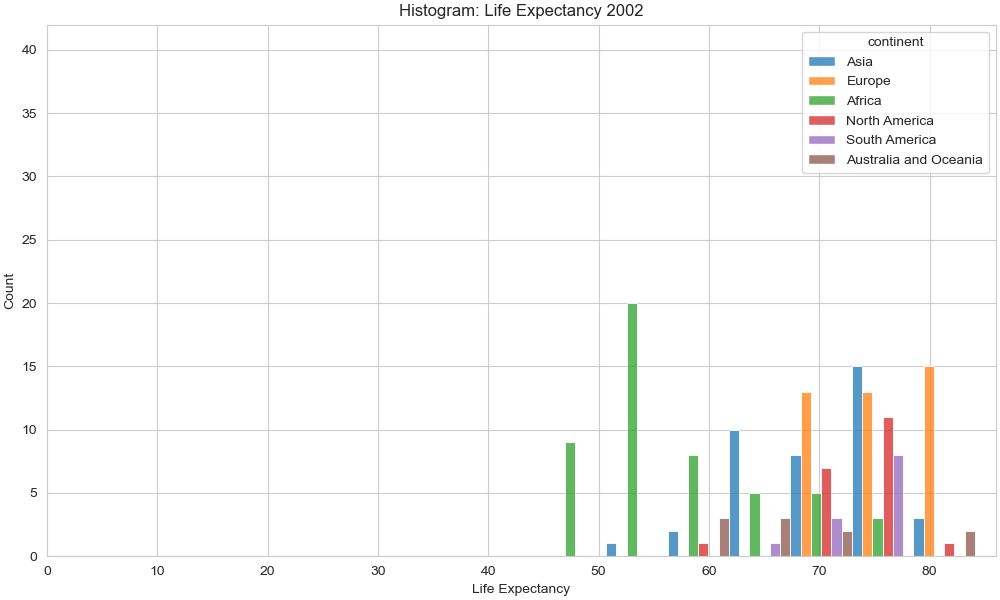 Histogram: Life Expectancy 2002
continent
Asia
Europe
Africa
North America
South America
Australia and Oceania
Count
40
35
30
25
20
15
10
5
0
0 10 20 30 40 50 60 70 80
Life Expectancy